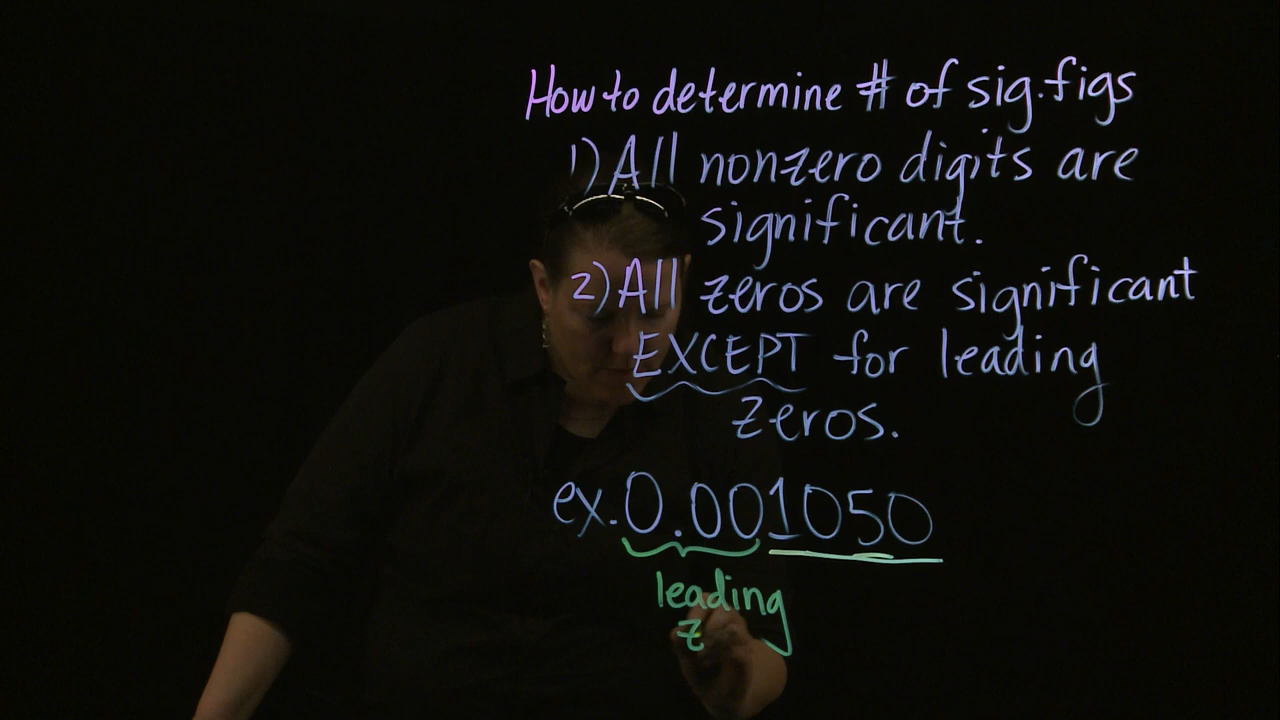 How to determine # of sig.figs
1) All nonzero digits are
significant.
2) All zeros are significant
EXCEPT for leading
zeros.
ex. 0.001050
leading
z